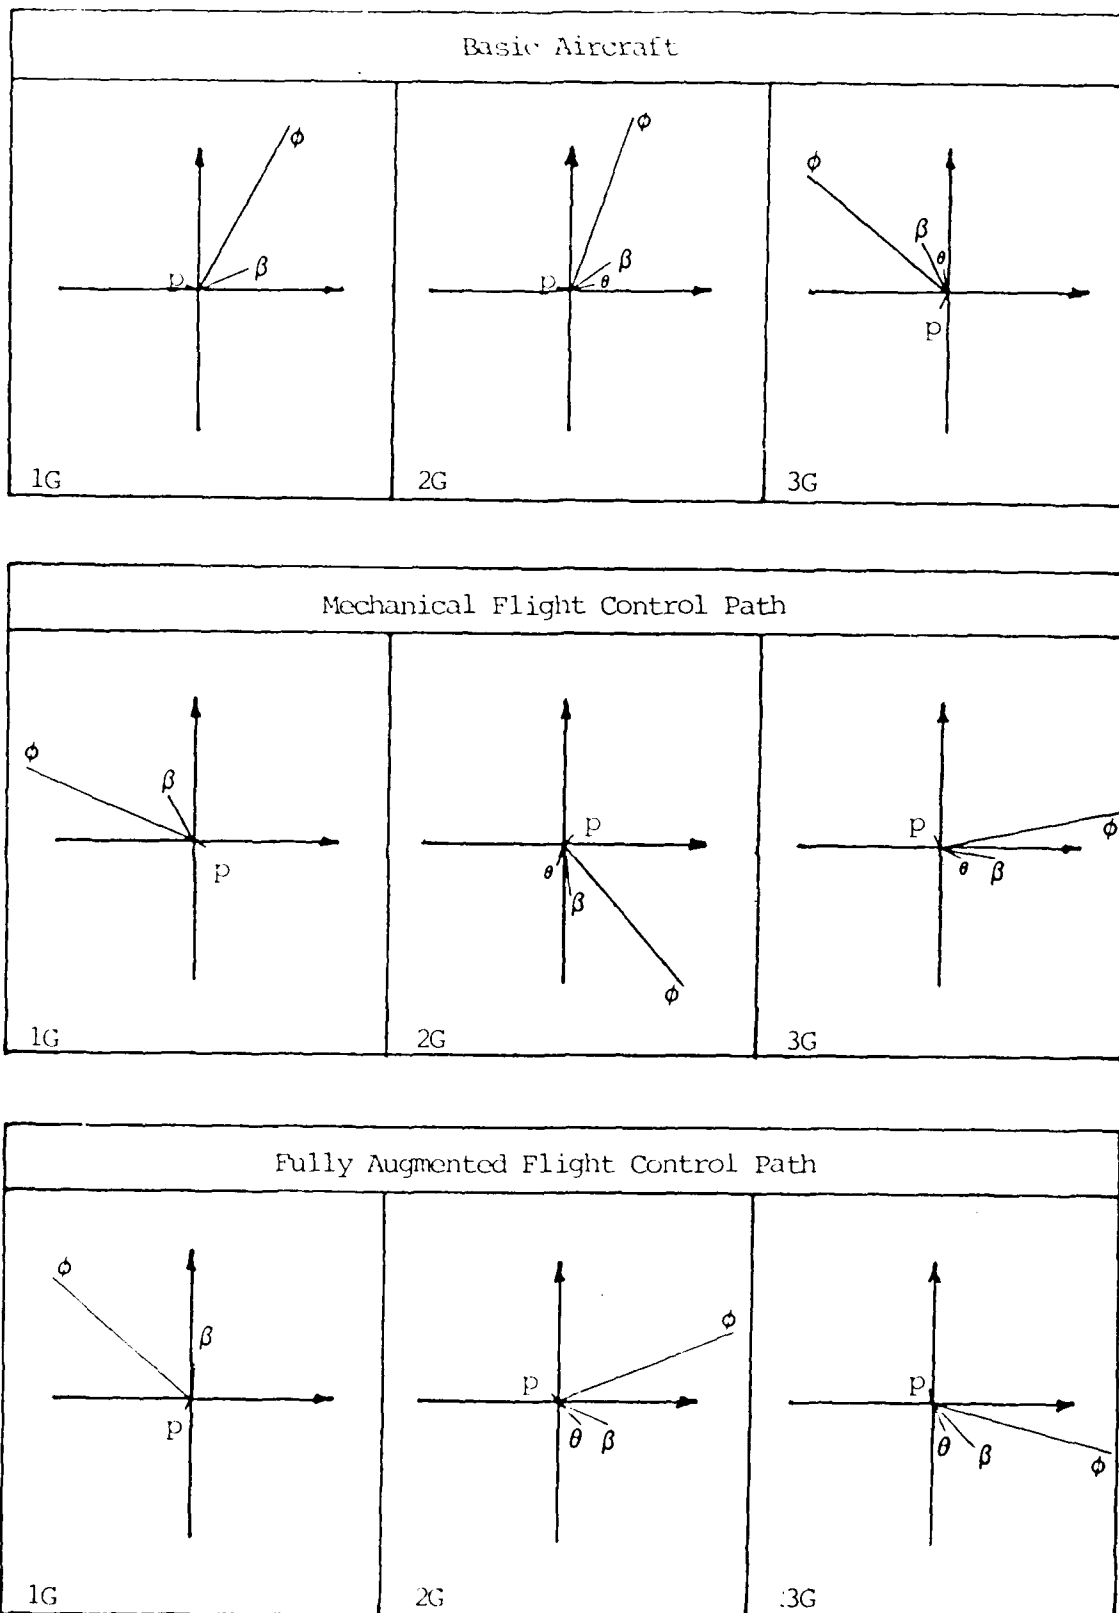 Basic Aircraft
ϕ
β
p
1G
ϕ
β
p
θ
2G
ϕ
β
θ
p
3G
Mechanical Flight Control Path
ϕ
β
p
1G
p
θ
β
ϕ
2G
p
ϕ
θ
β
3G
Fully Augmented Flight Control Path
ϕ
β
p
1G
ϕ
p
θ
β
2G
p
θ
β
ϕ
3G